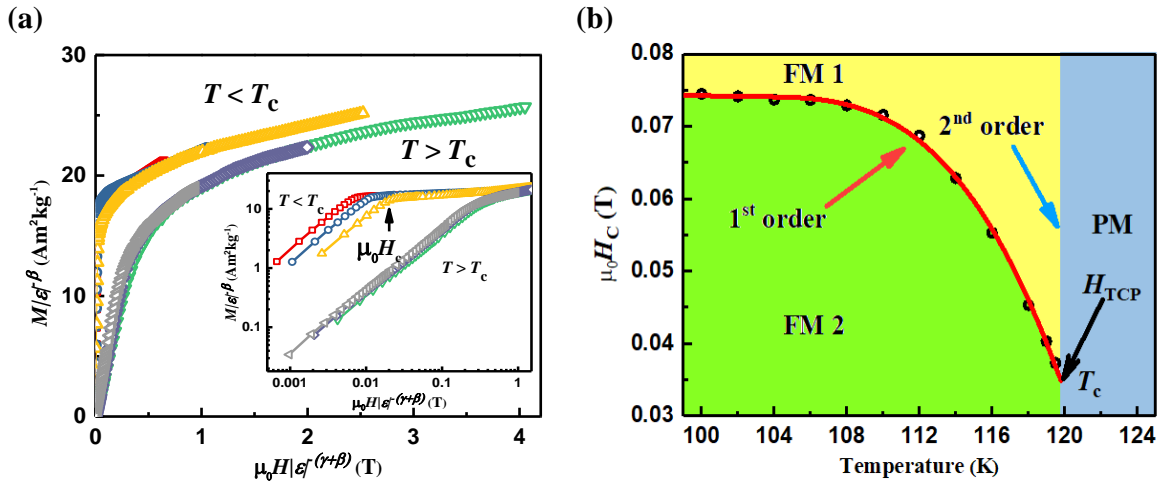 (a)
30
20
10
0
0
1
2
3
4
M|ε|⁻ᵝ (Am²kg⁻¹)
μ₀H|ε|⁻⁽ᵞ⁺ᵝ⁾ (T)
T < Tc
T > Tc
10
1
0.1
0.001
0.01
0.1
1
M|ε|⁻ᵝ (Am²kg⁻¹)
μ₀H|ε|⁻⁽ᵞ⁺ᵝ⁾ (T)
T < Tc
μ₀Hc
T > Tc
(b)
0.08
0.07
0.06
0.05
0.04
0.03
100
104
108
112
116
120
124
μ₀HC (T)
Temperature (K)
FM 1
2nd order
1st order
PM
HTCP
FM 2
Tc